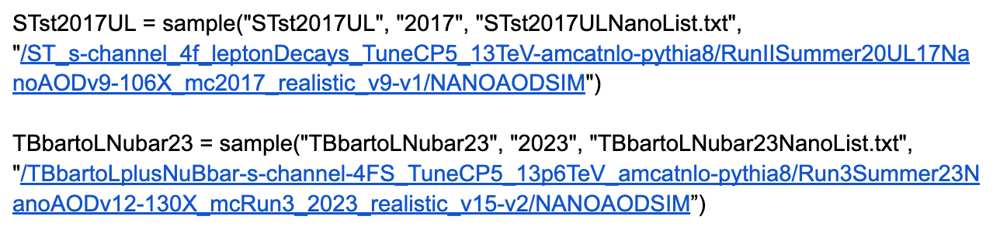 STst2017UL = sample("STst2017UL", "2017", "STst2017ULNanoList.txt",
"/ST_s-channel_4f_leptonDecays_TuneCP5_13TeV-amcatnlo-pythia8/RunIISummer20UL17Na
noAODv9-106X_mc2017_realistic_v9-v1/NANOAODSIM")
TBbartoLNubar23 = sample("TBbartoLNubar23", "2023", "TBbartoLNubar23NanoList.txt",
"/TBbartoLplusNuBbar-s-channel-4FS_TuneCP5_13p6TeV_amcatnlo-pythia8/Run3Summer23N
anoAODv12-130X_mcRun3_2023_realistic_v15-v2/NANOAODSIM”)